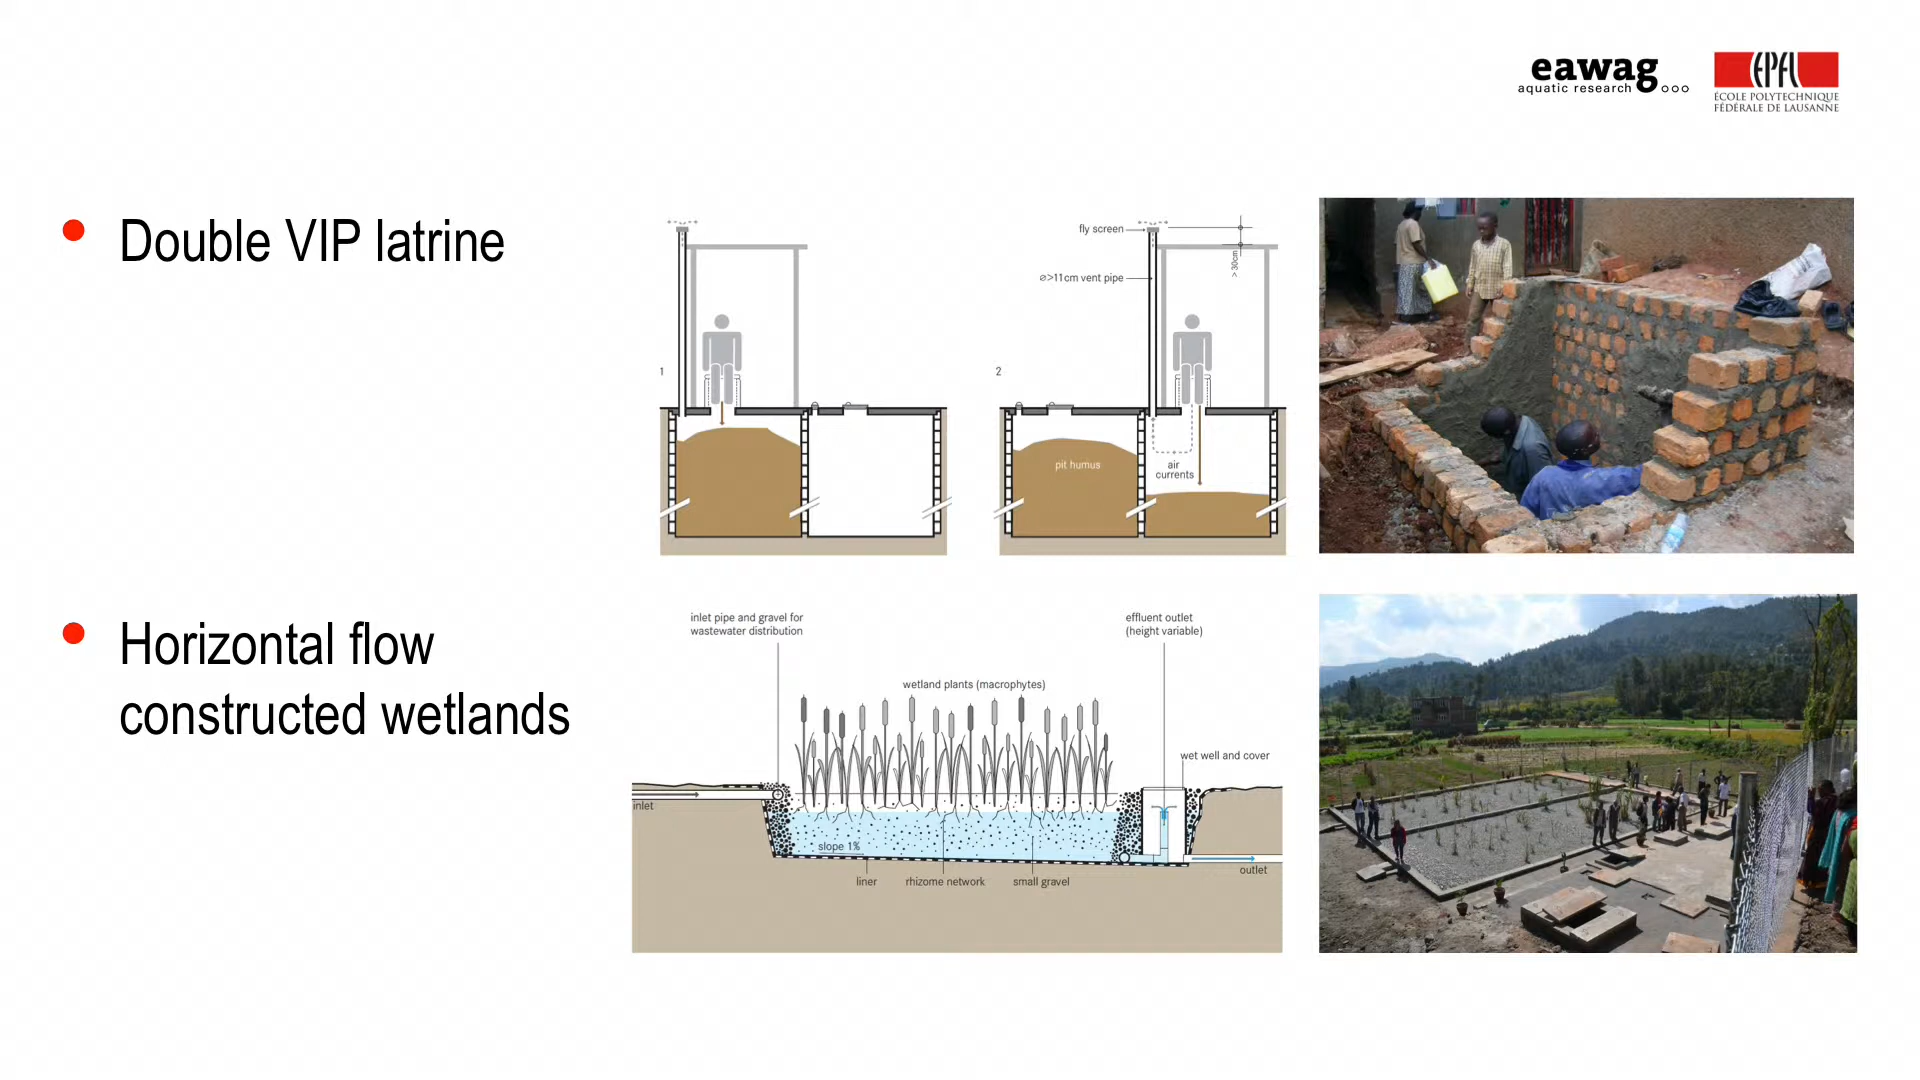 eawag
aquatic research
EPFL
ÉCOLE POLYTECHNIQUE
FÉDÉRALE DE LAUSANNE
• Double VIP latrine
1
2
fly screen
> 30cm
⌀>11cm vent pipe
pit humus
air
currents
• Horizontal flow
constructed wetlands
inlet pipe and gravel for
wastewater distribution
effluent outlet
(height variable)
wetland plants (macrophytes)
wet well and cover
inlet
slope 1%
liner
rhizome network
small gravel
outlet